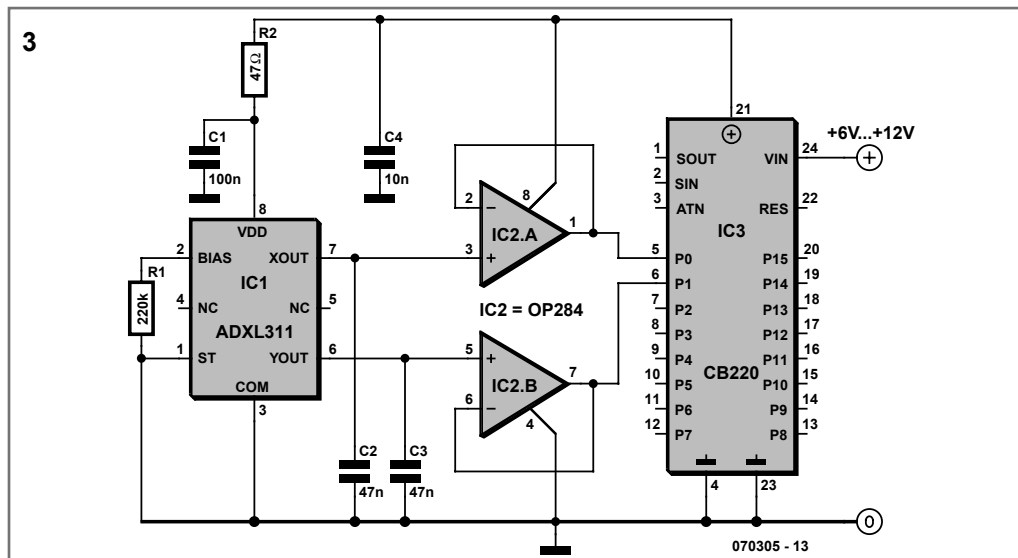 3
R2
47Ω
C1
100n
C4
10n
21
+6V...+12V
8
VDD
2
BIAS
XOUT
7
R1
220k
IC1
4
NC
NC
5
ADXL311
1
ST
YOUT
6
COM
3
C2
47n
C3
47n
2
8
IC2.A
1
3
IC2 = OP284
5
IC2.B
7
6
4
1
SOUT
VIN
24
2
SIN
3
ATN
RES
22
IC3
5
P0
P15
20
6
P1
P14
19
7
P2
P13
18
8
P3
P12
17
9
P4
P11
16
CB220
10
P5
P10
15
11
P6
P9
14
12
P7
P8
13
4
23
0
070305 - 13